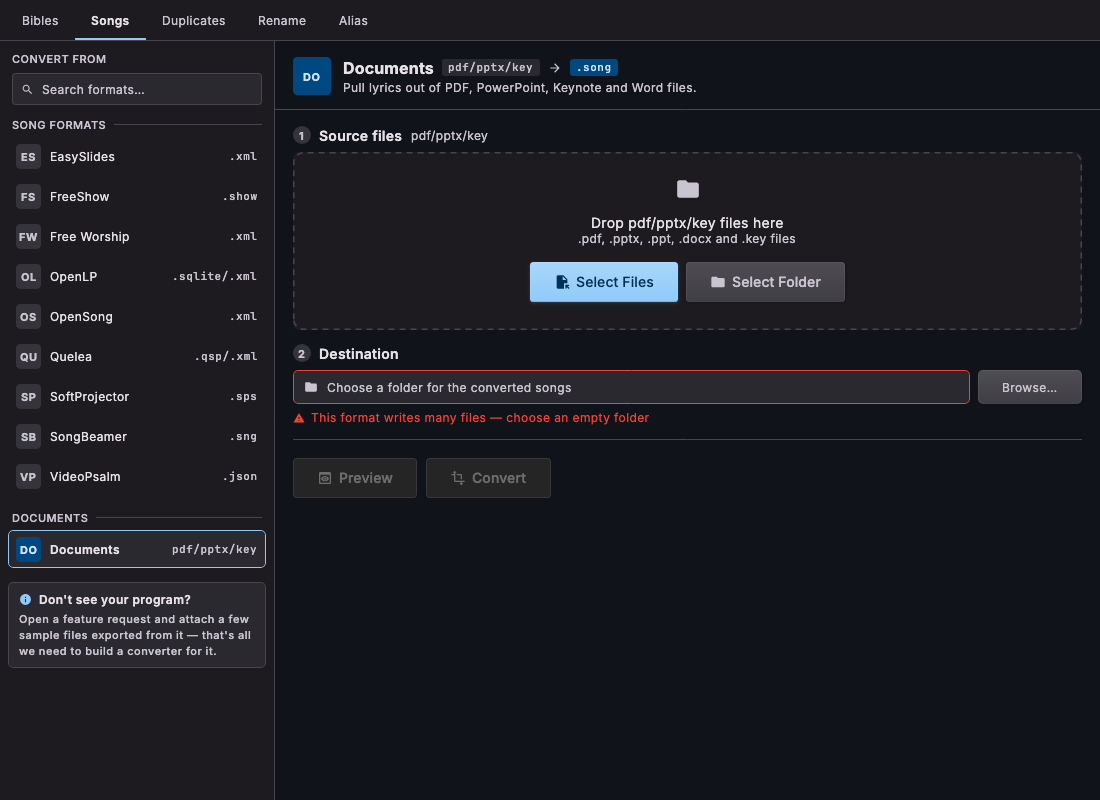 Bibles
Songs
Duplicates
Rename
Alias
CONVERT FROM
Search formats...
SONG FORMATS
ES EasySlides .xml
FS FreeShow .show
FW Free Worship .xml
OL OpenLP .sqlite/.xml
OS OpenSong .xml
QU Quelea .qsp/.xml
SP SoftProjector .sps
SB SongBeamer .sng
VP VideoPsalm .json
DOCUMENTS
DO Documents pdf/pptx/key
Don't see your program?
Open a feature request and attach a few
sample files exported from it — that's all
we need to build a converter for it.
DO Documents pdf/pptx/key → .song
Pull lyrics out of PDF, PowerPoint, Keynote and Word files.
1 Source files pdf/pptx/key
Drop pdf/pptx/key files here
.pdf, .pptx, .ppt, .docx and .key files
Select Files
Select Folder
2 Destination
Choose a folder for the converted songs
Browse...
This format writes many files — choose an empty folder
Preview
Convert